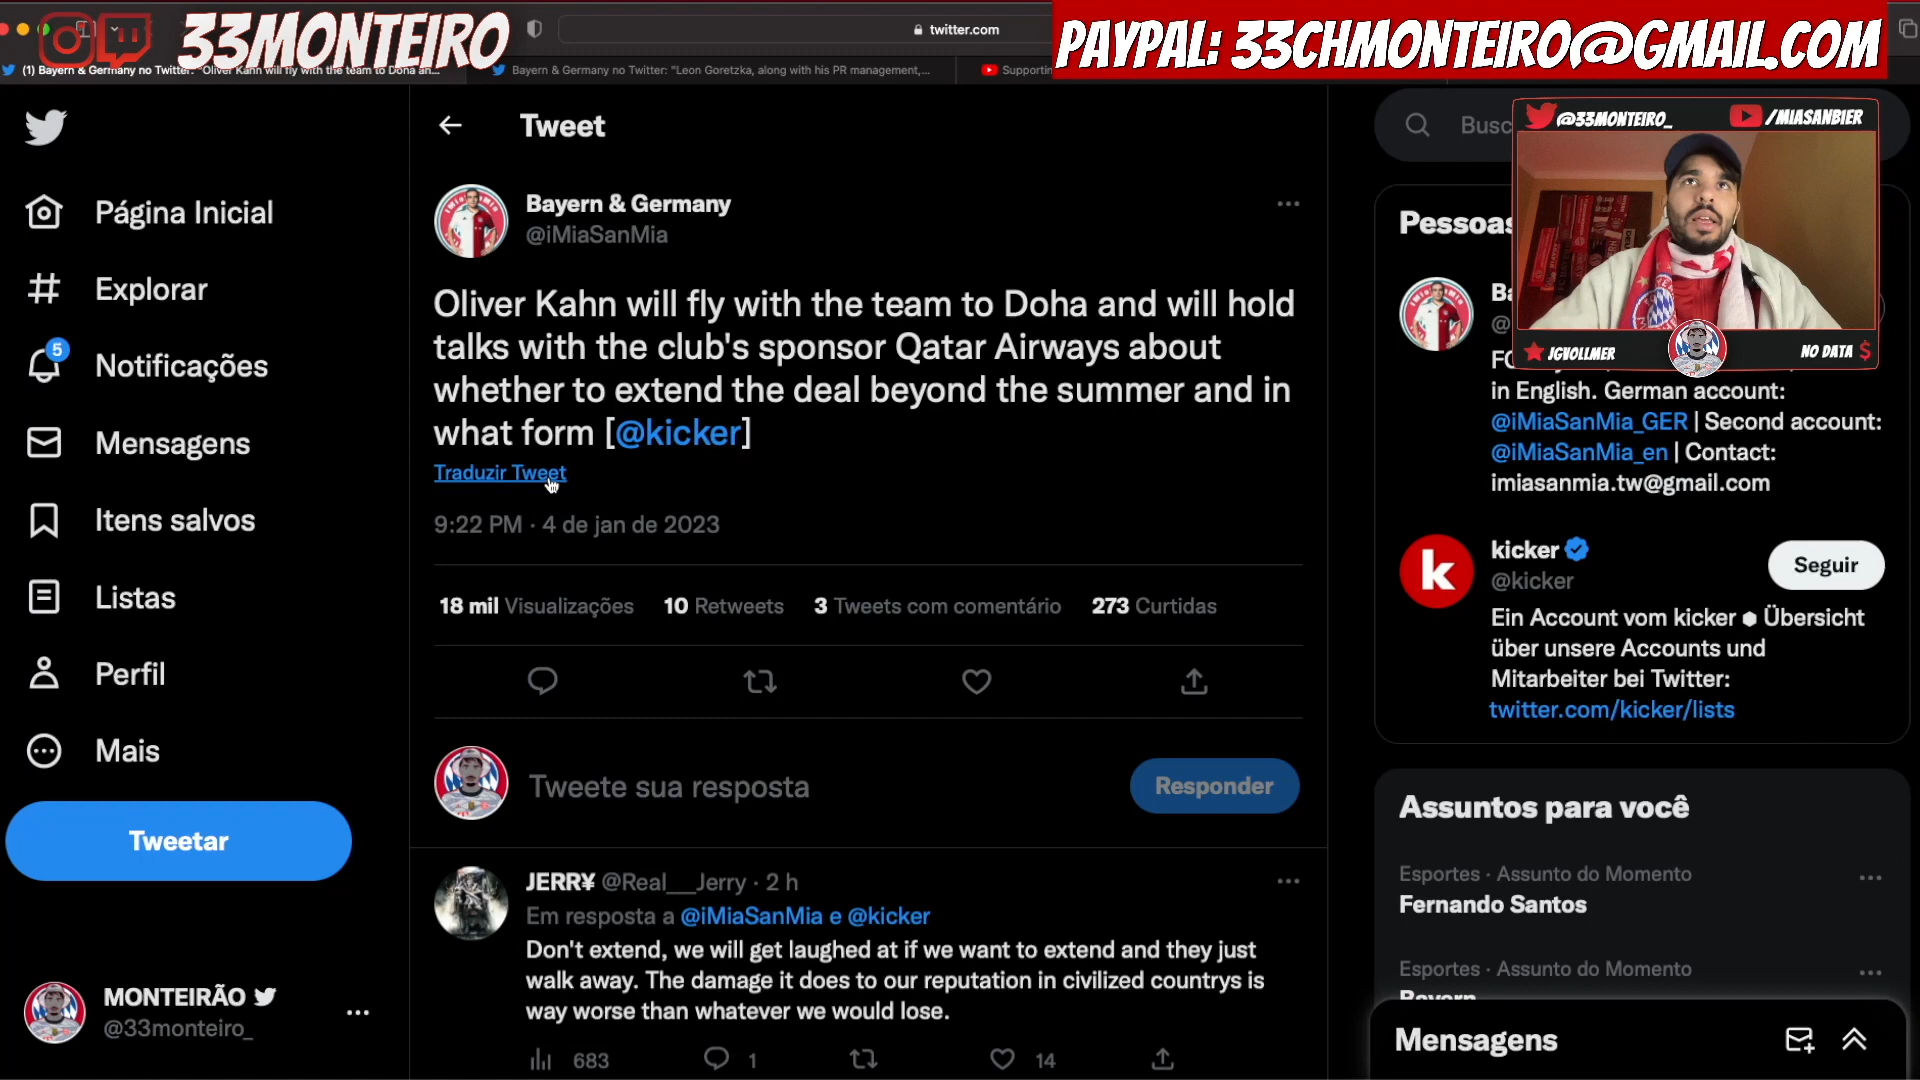 33MONTEIRO
PAYPAL: 33CHMONTEIRO@GMAIL.COM
twitter.com
(1) Bayern & Germany no Twitter: "Oliver Kahn will fly with the team to Doha an...
Bayern & Germany no Twitter: "Leon Goretzka, along with his PR management,...
Supportin
Tweet
Busc
@33MONTEIRO_
/MIASANBIER
JGVOLLMER
NO DATA
Página Inicial
Explorar
5
Notificações
Mensagens
Itens salvos
Listas
Perfil
Mais
Tweetar
MONTEIRÃO
@33monteiro_
Bayern & Germany
@iMiaSanMia
Oliver Kahn will fly with the team to Doha and will hold
talks with the club's sponsor Qatar Airways about
whether to extend the deal beyond the summer and in
what form [@kicker]
Traduzir Tweet
9:22 PM · 4 de jan de 2023
18 mil Visualizações 10 Retweets 3 Tweets com comentário 273 Curtidas
Tweete sua resposta
Responder
JERR¥ @Real__Jerry · 2 h
Em resposta a @iMiaSanMia e @kicker
Don't extend, we will get laughed at if we want to extend and they just
walk away. The damage it does to our reputation in civilized countrys is
way worse than whatever we would lose.
683 1 14
Pessoas
Ba
@
FC
in English. German account:
@iMiaSanMia_GER | Second account:
@iMiaSanMia_en | Contact:
imiasanmia.tw@gmail.com
kicker
@kicker
Seguir
Ein Account vom kicker ● Übersicht
über unsere Accounts und
Mitarbeiter bei Twitter:
twitter.com/kicker/lists
Assuntos para você
Esportes · Assunto do Momento
Fernando Santos
Esportes · Assunto do Momento
Bayern
Mensagens